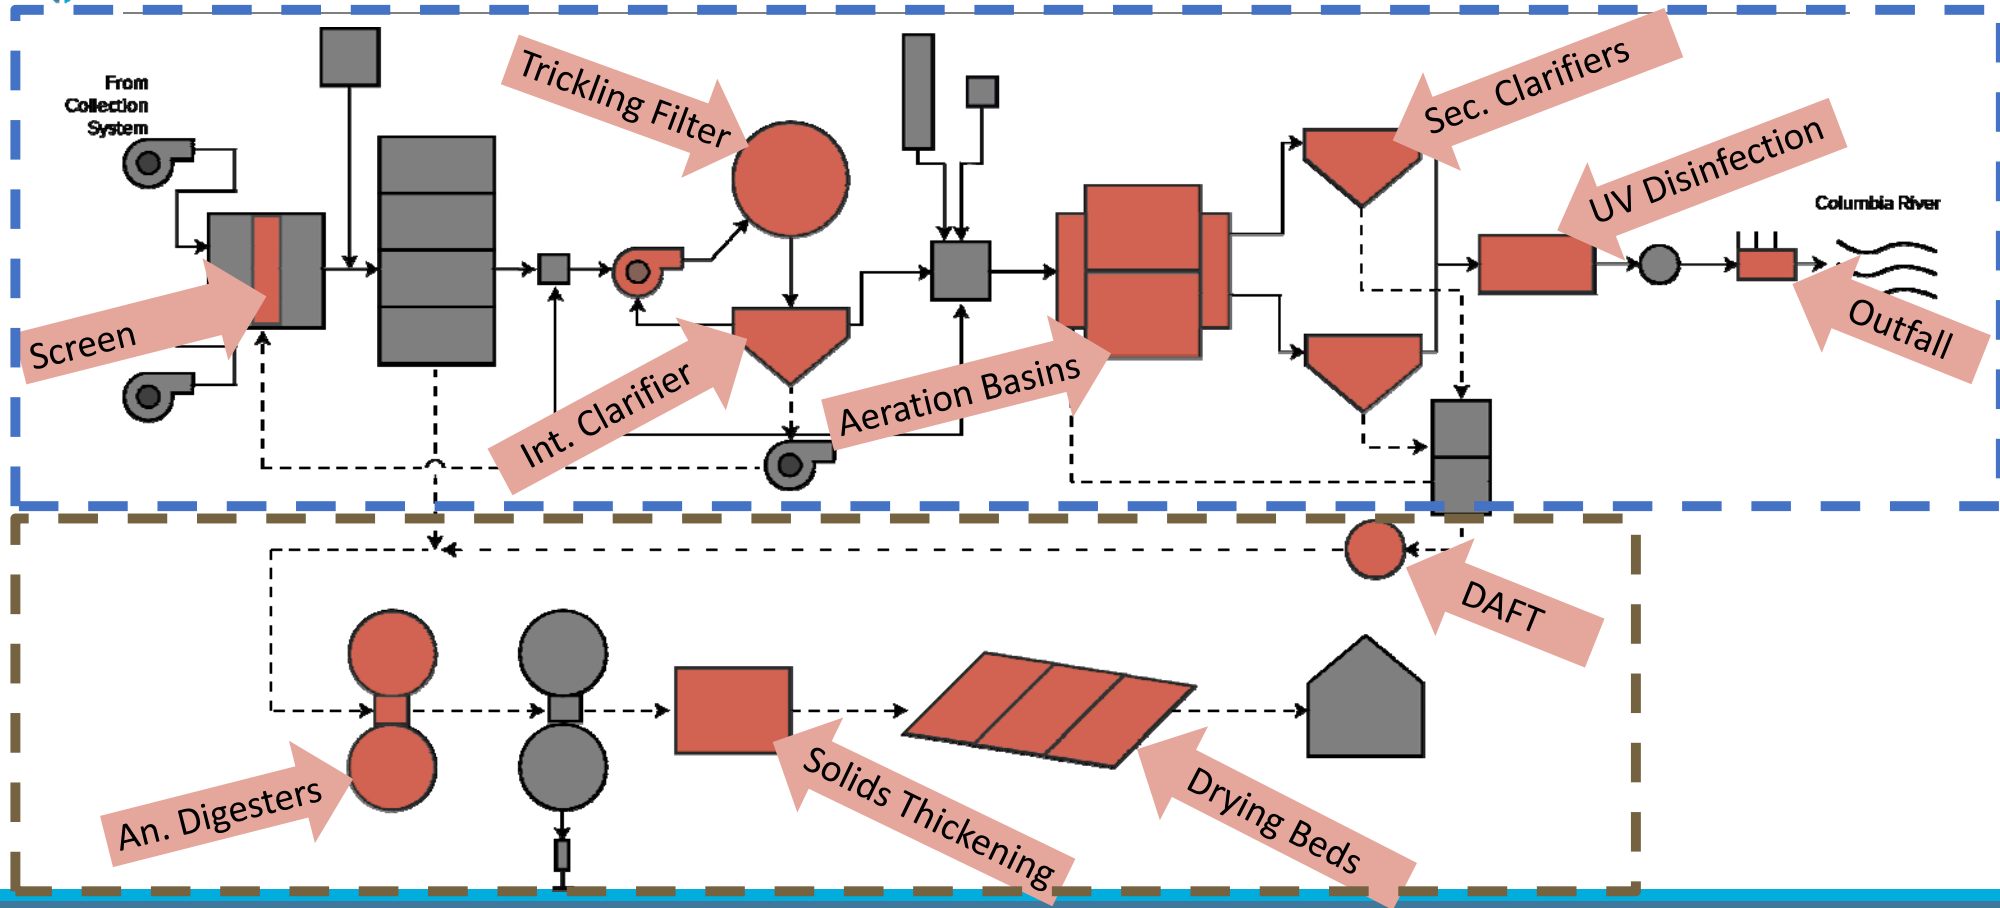 From
Collection
System
Trickling Filter
Sec. Clarifiers
UV Disinfection
Columbia River
Screen
Int. Clarifier
Aeration Basins
Outfall
DAFT
An. Digesters
Solids Thickening
Drying Beds